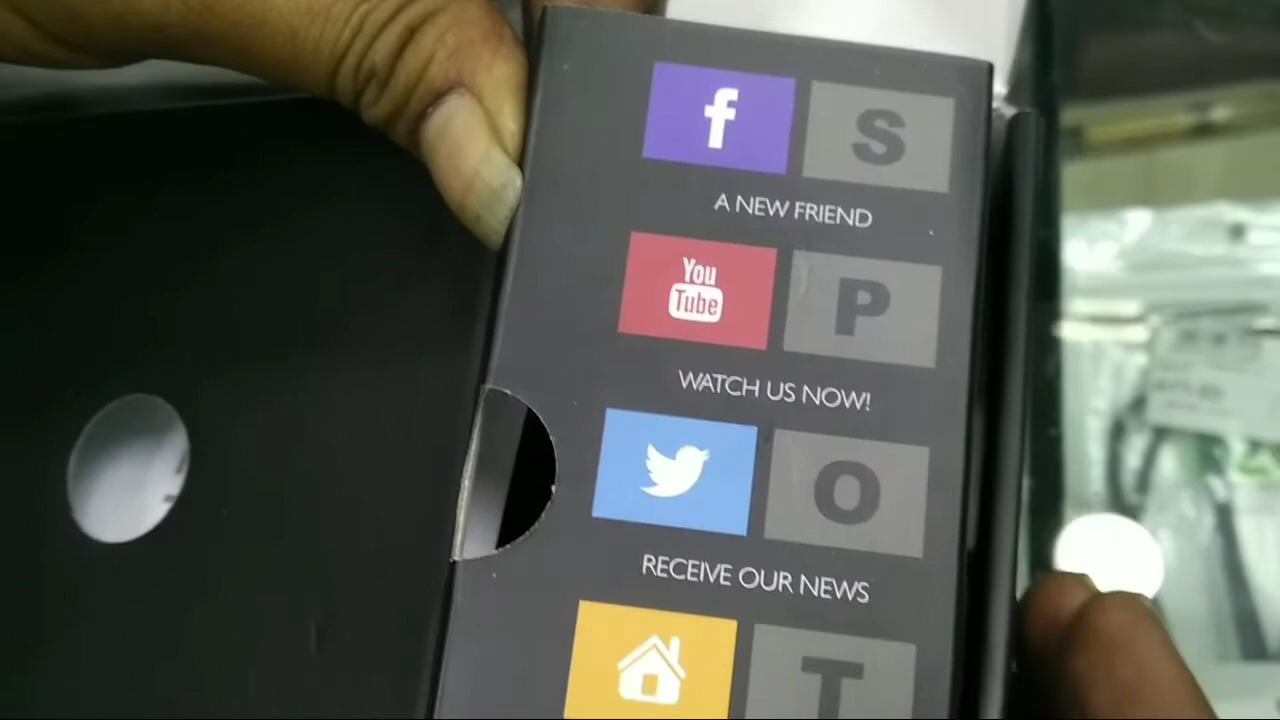 f S
A NEW FRIEND
You
Tube P
WATCH US NOW!
O
RECEIVE OUR NEWS
T